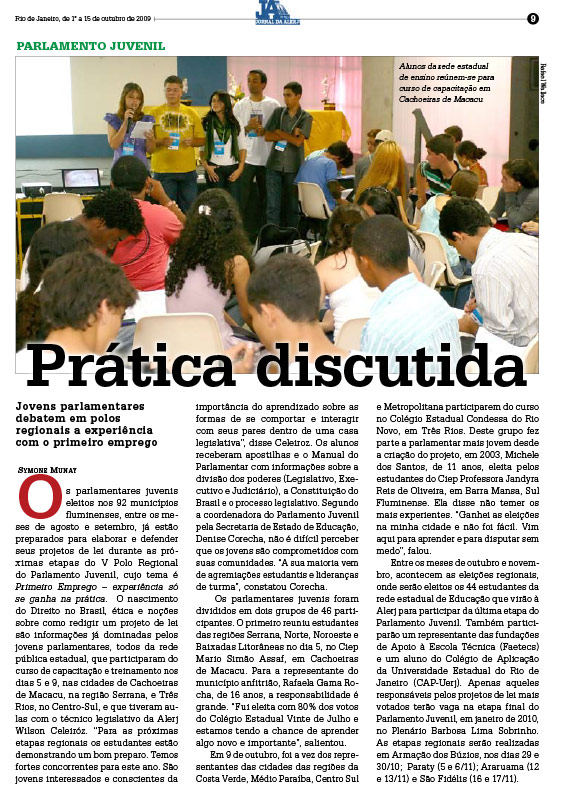 Rio de Janeiro, de 1º a 15 de outubro de 2009
JORNAL DA ALERJ
9
PARLAMENTO JUVENIL
Alunos da rede estadual
de ensino reúnem-se para
curso de capacitação em
Cachoeiras de Macacu
Rafael Wallace
Prática discutida
Jovens parlamentares
debatem em polos
regionais a experiência
com o primeiro emprego
Symone Munay
Os parlamentares juvenis
eleitos nos 92 municípios
fluminenses, entre os me-
ses de agosto e setembro, já estão
preparados para elaborar e defender
seus projetos de lei durante as pró-
ximas etapas do V Polo Regional
do Parlamento Juvenil, cujo tema é
Primeiro Emprego – experiência só
se ganha na prática. O nascimento
do Direito no Brasil, ética e noções
sobre como redigir um projeto de lei
são informações já dominadas pelos
jovens parlamentares, todos da rede
pública estadual, que participaram do
curso de capacitação e treinamento nos
dias 5 e 9, nas cidades de Cachoeiras
de Macacu, na região Serrana, e Três
Rios, no Centro-Sul, e que tiveram au-
las com o técnico legislativo da Alerj
Wilson Celeiróz. "Para as próximas
etapas regionais os estudantes estão
demonstrando um bom preparo. Temos
fortes concorrentes para este ano. São
jovens interessados e conscientes da
importância do aprendizado sobre as
formas de se comportar e interagir
com seus pares dentro de uma casa
legislativa", disse Celeiroz. Os alunos
receberam apostilas e o Manual do
Parlamentar com informações sobre a
divisão dos poderes (Legislativo, Exe-
cutivo e Judiciário), a Constituição do
Brasil e o processo legislativo. Segundo
a coordenadora do Parlamento Juvenil
pela Secretaria de Estado de Educação,
Denise Corecha, não é difícil perceber
que os jovens são comprometidos com
suas comunidades. "A sua maioria vem
de agremiações estudantis e lideranças
de turma", constatou Corecha.
Os parlamentares juvenis foram
divididos em dois grupos de 46 parti-
cipantes. O primeiro reuniu estudantes
das regiões Serrana, Norte, Noroeste e
Baixadas Litorâneas no dia 5, no Ciep
Mario Simão Assaf, em Cachoeiras
de Macacu. Para a representante do
município anfitrião, Rafaela Gama Ro-
cha, de 16 anos, a responsabilidade é
grande. "Fui eleita com 80% dos votos
do Colégio Estadual Vinte de Julho e
estamos tendo a chance de aprender
algo novo e importante", salientou.
Em 9 de outubro, foi a vez dos repre-
sentantes das cidades das regiões da
Costa Verde, Médio Paraíba, Centro Sul
e Metropolitana participarem do curso
no Colégio Estadual Condessa do Rio
Novo, em Três Rios. Deste grupo fez
parte a parlamentar mais jovem desde
a criação do projeto, em 2003, Michele
dos Santos, de 11 anos, eleita pelos
estudantes do Ciep Professora Jandyra
Reis de Oliveira, em Barra Mansa, Sul
Fluminense. Ela disse não temer os
mais experientes. "Ganhei as eleições
na minha cidade e não foi fácil. Vim
aqui para aprender e para disputar sem
medo", falou.
Entre os meses de outubro e novem-
bro, acontecem as eleições regionais,
onde serão eleitos os 44 estudantes da
rede estadual de Educação que virão à
Alerj para participar da última etapa do
Parlamento Juvenil. Também partici-
parão um representante das fundações
de Apoio à Escola Técnica (Faetecs)
e um aluno do Colégio de Aplicação
da Universidade Estadual do Rio de
Janeiro (CAP-Uerj). Apenas aqueles
responsáveis pelos projetos de lei mais
votados terão vaga na etapa final do
Parlamento Juvenil, em janeiro de 2010,
no Plenário Barbosa Lima Sobrinho.
As etapas regionais serão realizadas
em Armação dos Búzios, nos dias 29 e
30/10; Paraty (5 e 6/11); Araruama (12
e 13/11) e São Fidélis (16 e 17/11).